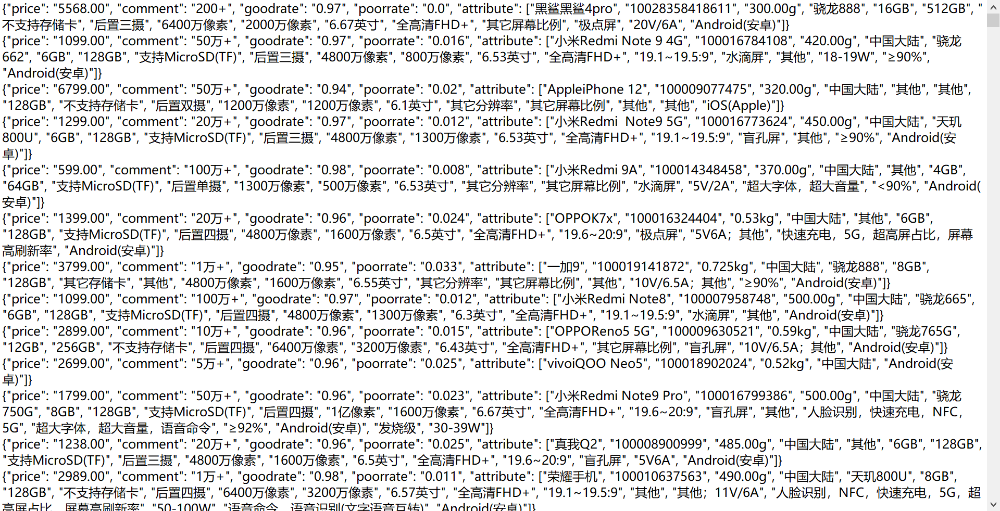 {"price": "5568.00", "comment": "200+", "goodrate": "0.97", "poorrate": "0.0", "attribute": ["黑鲨黑鲨4pro", "10028358418611", "300.00g", "骁龙888", "16GB", "512GB", "
不支持存储卡", "后置三摄", "6400万像素", "2000万像素", "6.67英寸", "全高清FHD+", "其它屏幕比例", "极点屏", "20V/6A", "Android(安卓)"]}
{"price": "1099.00", "comment": "50万+", "goodrate": "0.97", "poorrate": "0.016", "attribute": ["小米Redmi Note 9 4G", "100016784108", "420.00g", "中国大陆", "骁龙
662", "6GB", "128GB", "支持MicroSD(TF)", "后置三摄", "4800万像素", "800万像素", "6.53英寸", "全高清FHD+", "19.1~19.5:9", "水滴屏", "其他", "18-19W", "≥90%",
"Android(安卓)"]}
{"price": "6799.00", "comment": "50万+", "goodrate": "0.94", "poorrate": "0.02", "attribute": ["AppleiPhone 12", "100009077475", "320.00g", "中国大陆", "其他", "其他",
"128GB", "不支持存储卡", "后置双摄", "1200万像素", "1200万像素", "6.1英寸", "其它分辨率", "其它屏幕比例", "其他", "其他", "iOS(Apple)"]}
{"price": "1299.00", "comment": "20万+", "goodrate": "0.97", "poorrate": "0.012", "attribute": ["小米Redmi  Note9 5G", "100016773624", "450.00g", "中国大陆", "天玑
800U", "6GB", "128GB", "支持MicroSD(TF)", "后置三摄", "4800万像素", "1300万像素", "6.53英寸", "全高清FHD+", "19.1~19.5:9", "盲孔屏", "其他", "≥90%", "Android(安
卓)"]}
{"price": "599.00", "comment": "100万+", "goodrate": "0.98", "poorrate": "0.008", "attribute": ["小米Redmi 9A", "100014348458", "370.00g", "中国大陆", "其他", "4GB",
"64GB", "支持MicroSD(TF)", "后置单摄", "1300万像素", "500万像素", "6.53英寸", "其它分辨率", "其它屏幕比例", "水滴屏", "5V/2A", "超大字体，超大音量", "<90%", "Android(
安卓)"]}
{"price": "1399.00", "comment": "20万+", "goodrate": "0.96", "poorrate": "0.024", "attribute": ["OPPOK7x", "100016324404", "0.53kg", "中国大陆", "其他", "6GB",
"128GB", "支持MicroSD(TF)", "后置四摄", "4800万像素", "1600万像素", "6.5英寸", "全高清FHD+", "19.6~20:9", "极点屏", "5V6A；其他", "快速充电，5G，超高屏占比，屏幕
高刷新率", "Android(安卓)"]}
{"price": "3799.00", "comment": "1万+", "goodrate": "0.95", "poorrate": "0.033", "attribute": ["一加9", "100019141872", "0.725kg", "中国大陆", "骁龙888", "8GB",
"128GB", "其它存储卡", "其他", "4800万像素", "1600万像素", "6.55英寸", "其它分辨率", "其它屏幕比例", "其他", "10V/6.5A；其他", "≥90%", "Android(安卓)"]}
{"price": "1099.00", "comment": "100万+", "goodrate": "0.97", "poorrate": "0.012", "attribute": ["小米Redmi Note8", "100007958748", "500.00g", "中国大陆", "骁龙665",
"6GB", "128GB", "支持MicroSD(TF)", "后置四摄", "4800万像素", "1300万像素", "6.3英寸", "全高清FHD+", "19.1~19.5:9", "水滴屏", "其他", "Android(安卓)"]}
{"price": "2899.00", "comment": "10万+", "goodrate": "0.96", "poorrate": "0.015", "attribute": ["OPPOReno5 5G", "100009630521", "0.59kg", "中国大陆", "骁龙765G",
"12GB", "256GB", "不支持存储卡", "后置四摄", "6400万像素", "3200万像素", "6.43英寸", "全高清FHD+", "其它屏幕比例", "盲孔屏", "10V/6.5A；其他", "Android(安卓)"]}
{"price": "2699.00", "comment": "5万+", "goodrate": "0.96", "poorrate": "0.025", "attribute": ["vivoiQOO Neo5", "100018902024", "0.52kg", "中国大陆", "Android(安
卓)"]}
{"price": "1799.00", "comment": "50万+", "goodrate": "0.96", "poorrate": "0.023", "attribute": ["小米Redmi Note9 Pro", "100016799386", "500.00g", "中国大陆", "骁龙
750G", "8GB", "128GB", "支持MicroSD(TF)", "后置四摄", "1亿像素", "1600万像素", "6.67英寸", "全高清FHD+", "19.6~20:9", "盲孔屏", "其他", "人脸识别，快速充电，NFC，
5G", "超大字体，超大音量，语音命令", "≥92%", "Android(安卓)", "发烧级", "30-39W"]}
{"price": "1238.00", "comment": "20万+", "goodrate": "0.96", "poorrate": "0.025", "attribute": ["真我Q2", "100008900999", "485.00g", "中国大陆", "其他", "6GB", "128GB",
"支持MicroSD(TF)", "后置三摄", "4800万像素", "1600万像素", "6.5英寸", "全高清FHD+", "19.6~20:9", "盲孔屏", "5V6A", "Android(安卓)"]}
{"price": "2989.00", "comment": "1万+", "goodrate": "0.98", "poorrate": "0.011", "attribute": ["荣耀手机", "100010637563", "490.00g", "中国大陆", "天玑800U", "8GB",
"128GB", "不支持存储卡", "后置四摄", "6400万像素", "3200万像素", "6.57英寸", "全高清FHD+", "19.1~19.5:9", "其他", "其他；11V/6A", "人脸识别，NFC，快速充电，5G，超
高屏占比，屏幕高刷新率", "50-100W", "语音命令，语音识别(文字语音互转)", "Android(安卓)"]}